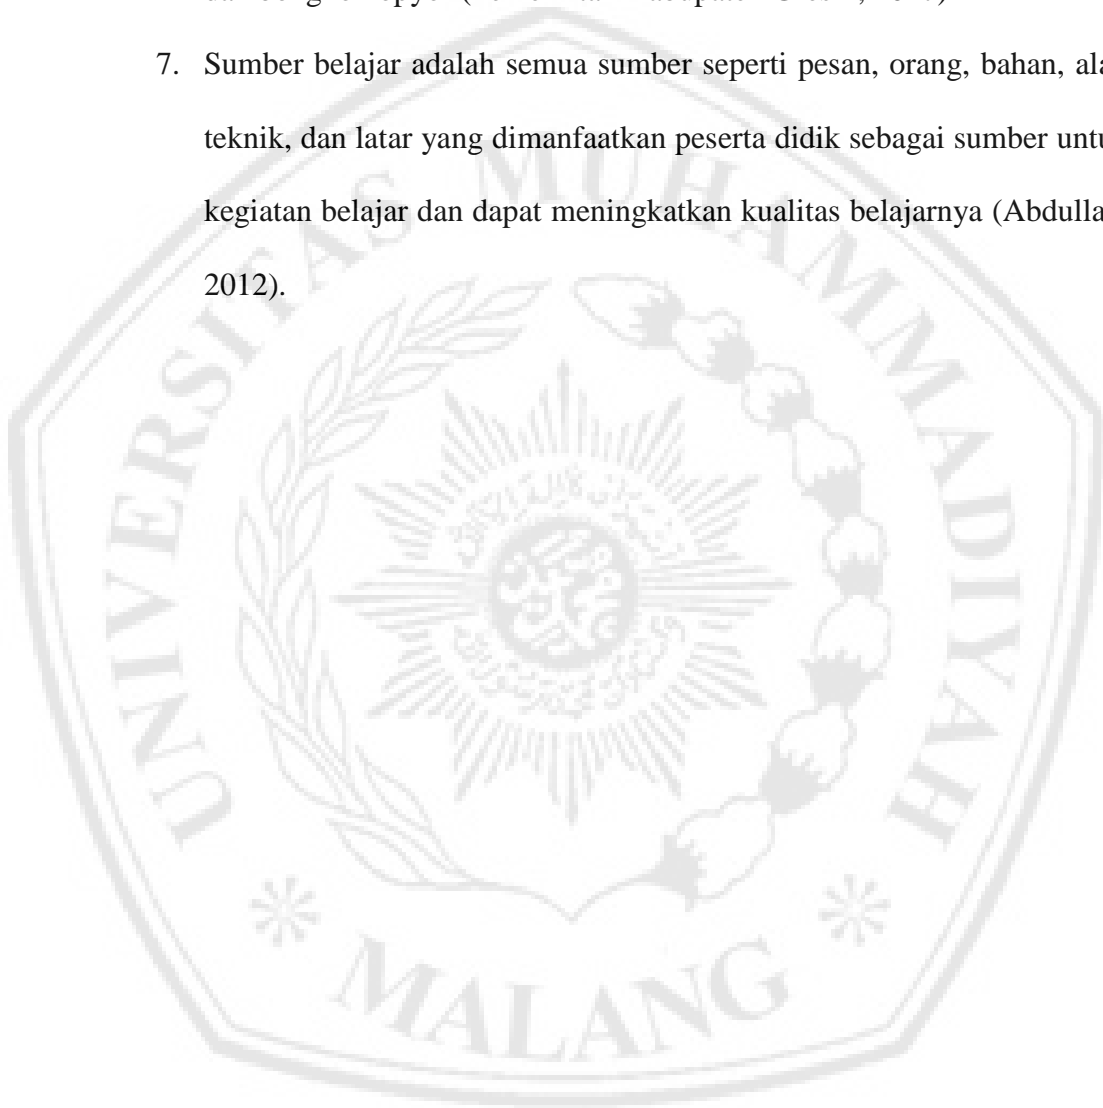 7. Sumber belajar adalah semua sumber seperti pesan, orang, bahan,
teknik, dan latar yang dimanfaatkan peserta didik sebagai sumber
kegiatan belajar dan dapat meningkatkan kualitas belajarnya
2012).
UNIVERSITAS MUHAMMADIYAH
MALANG